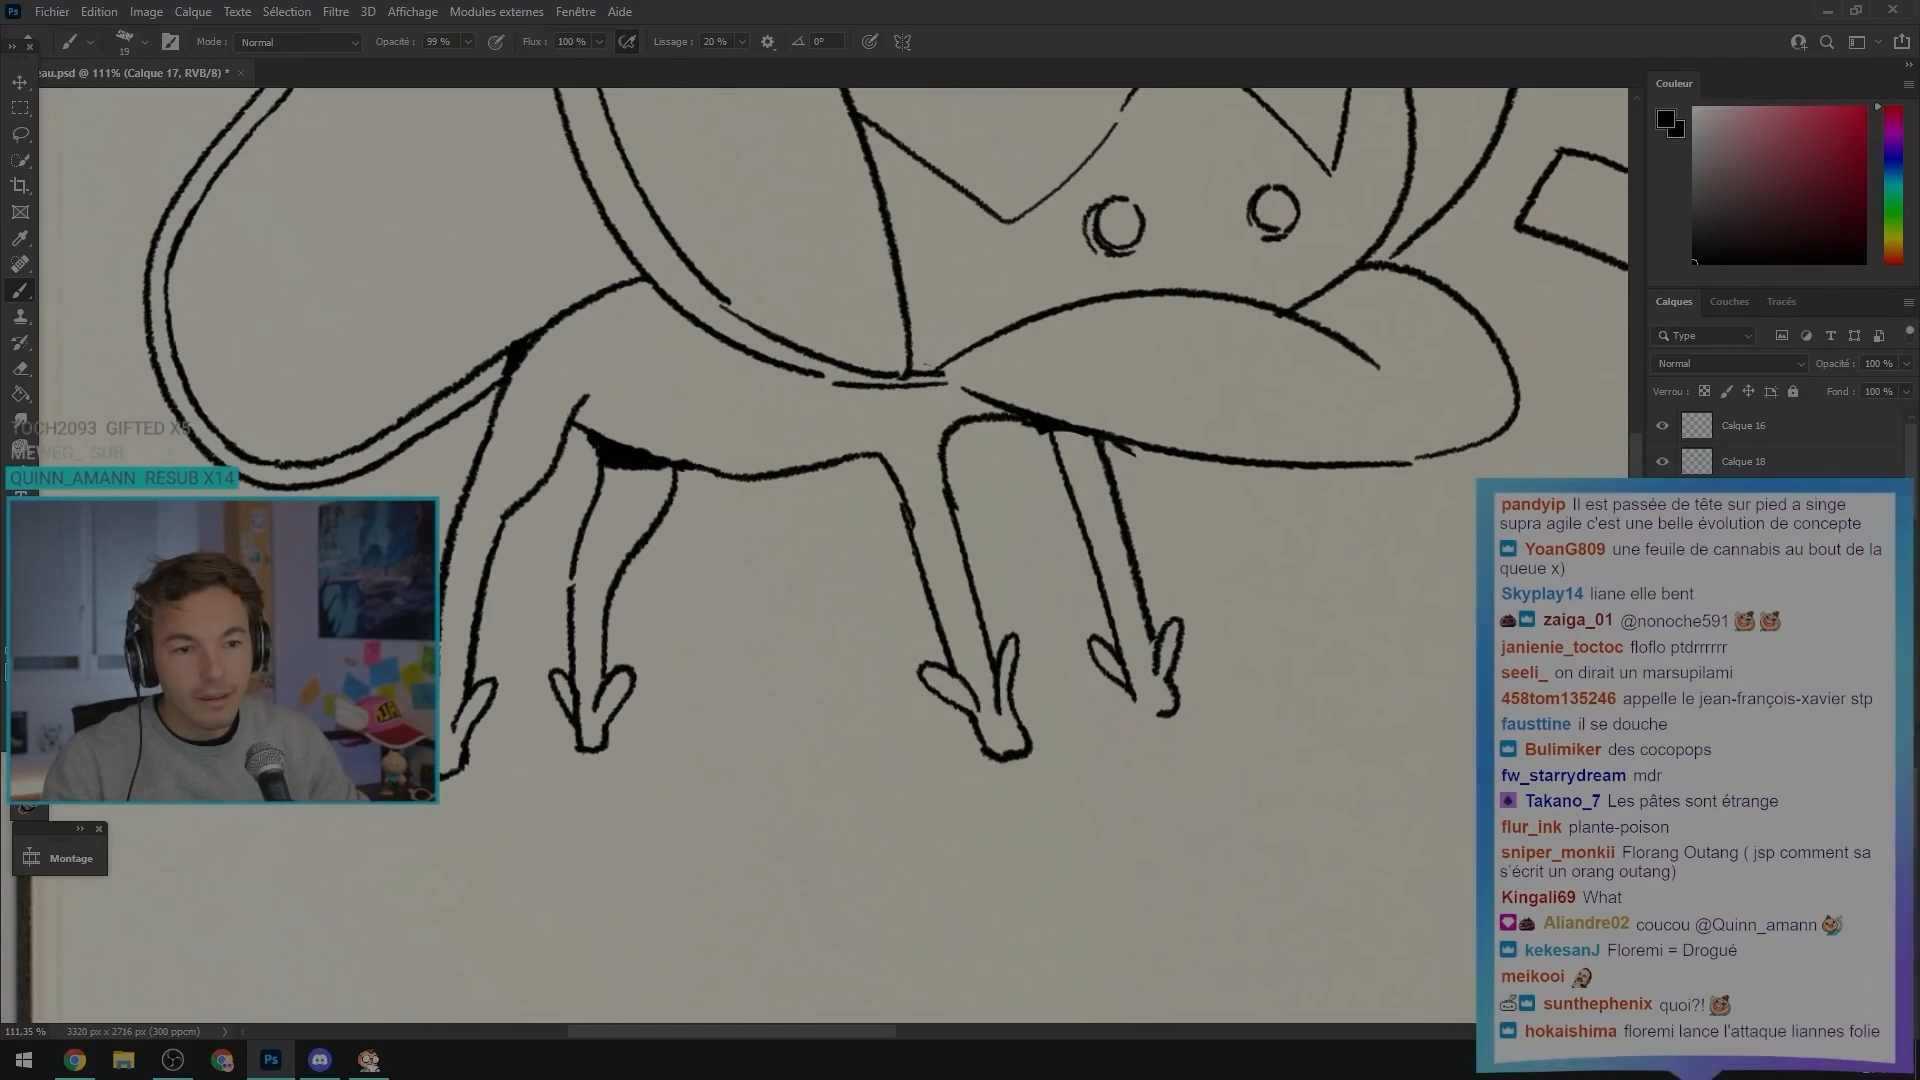 Fichier Edition Image Calque Texte Sélection Filtre 3D Affichage Modules externes Fenêtre Aide
19 Mode : Normal Opacité : 99 % Flux : 100 % Lissage : 20 % 0°
eau.psd @ 111% (Calque 17, RVB/8) *
Couleur
Calques Couches Tracés
Type
Normal Opacité : 100 %
Verrou : Fond : 100 %
Calque 16
Calque 18
TOCH2093 GIFTED X5
MEWEG_ SUB
QUINN_AMANN RESUB X14
Montage
pandyip Il est passée de tête sur pied a singe
supra agile c'est une belle évolution de concepte
YoanG809 une feuile de cannabis au bout de la
queue x)
Skyplay14 liane elle bent
zaiga_01 @nonoche591
janienie_toctoc floflo ptdrrrrrr
seeli_ on dirait un marsupilami
458tom135246 appelle le jean-françois-xavier stp
fausttine il se douche
Bulimiker des cocopops
fw_starrydream mdr
Takano_7 Les pâtes sont étrange
flur_ink plante-poison
sniper_monkii Florang Outang ( jsp comment sa
s'écrit un orang outang)
Kingali69 What
Aliandre02 coucou @Quinn_amann
kekesanJ Floremi = Drogué
meikooi
sunthephenix quoi?!
hokaishima floremi lance l'attaque liannes folie
111,35 % 3320 px x 2716 px (300 ppcm)